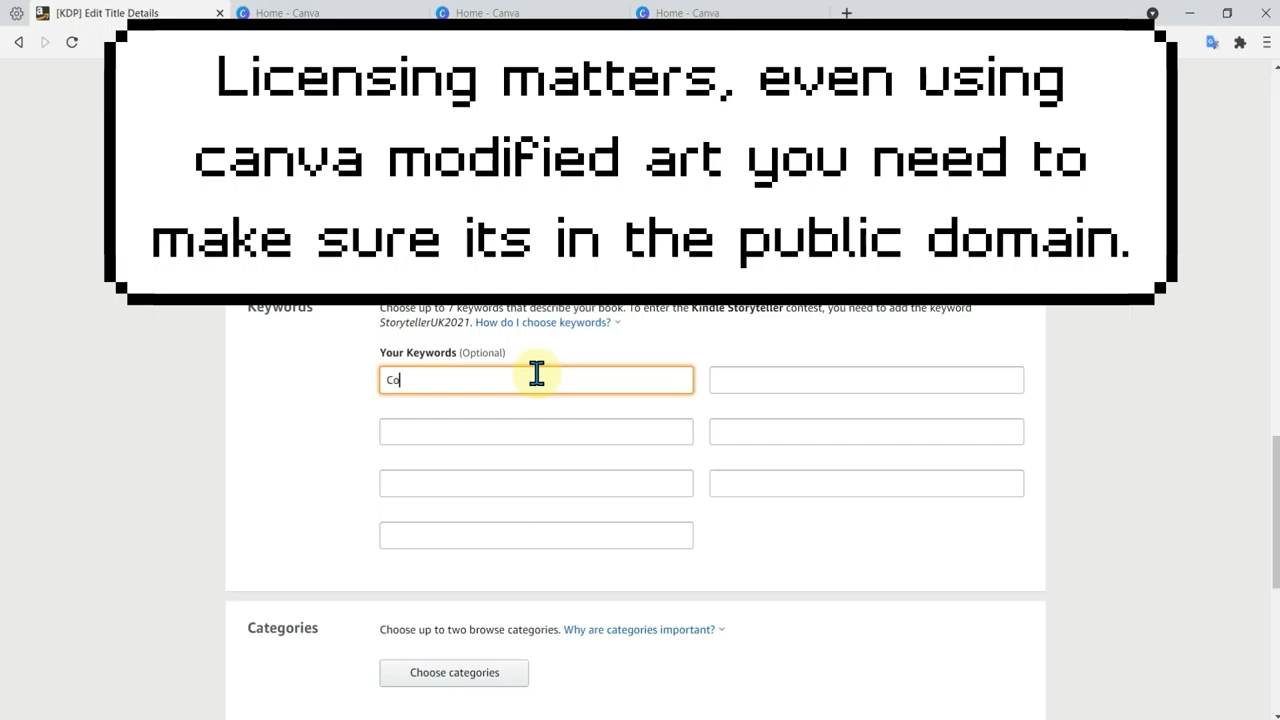 [KDP] Edit Title Details
Home - Canva
Home - Canva
Home - Canva
Licensing matters, even using
canva modified art you need to
make sure its in the public domain.
Keywords
Choose up to 7 keywords that describe your book. To enter the Kindle Storyteller contest, you need to add the keyword
StorytellerUK2021. How do I choose keywords?
Your Keywords (Optional)
Co
Categories
Choose up to two browse categories. Why are categories important?
Choose categories